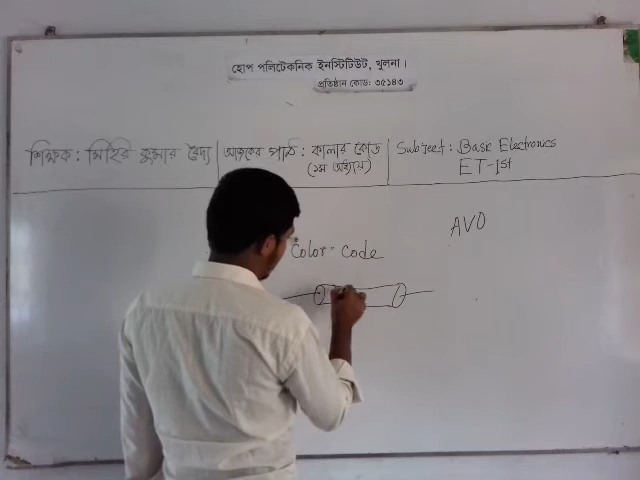 হোপ পলিটেকনিক ইনস্টিটিউট, খুলনা।
প্রতিষ্ঠান কোড: ৩৫১৪৩
শিক্ষক: মিহির কুমার বৈদ্য
আজকের পাঠ: কালার কোড
(১ম অধ্যায়)
Subject: Basic Electronics
ET-1st
AVO
Color-code